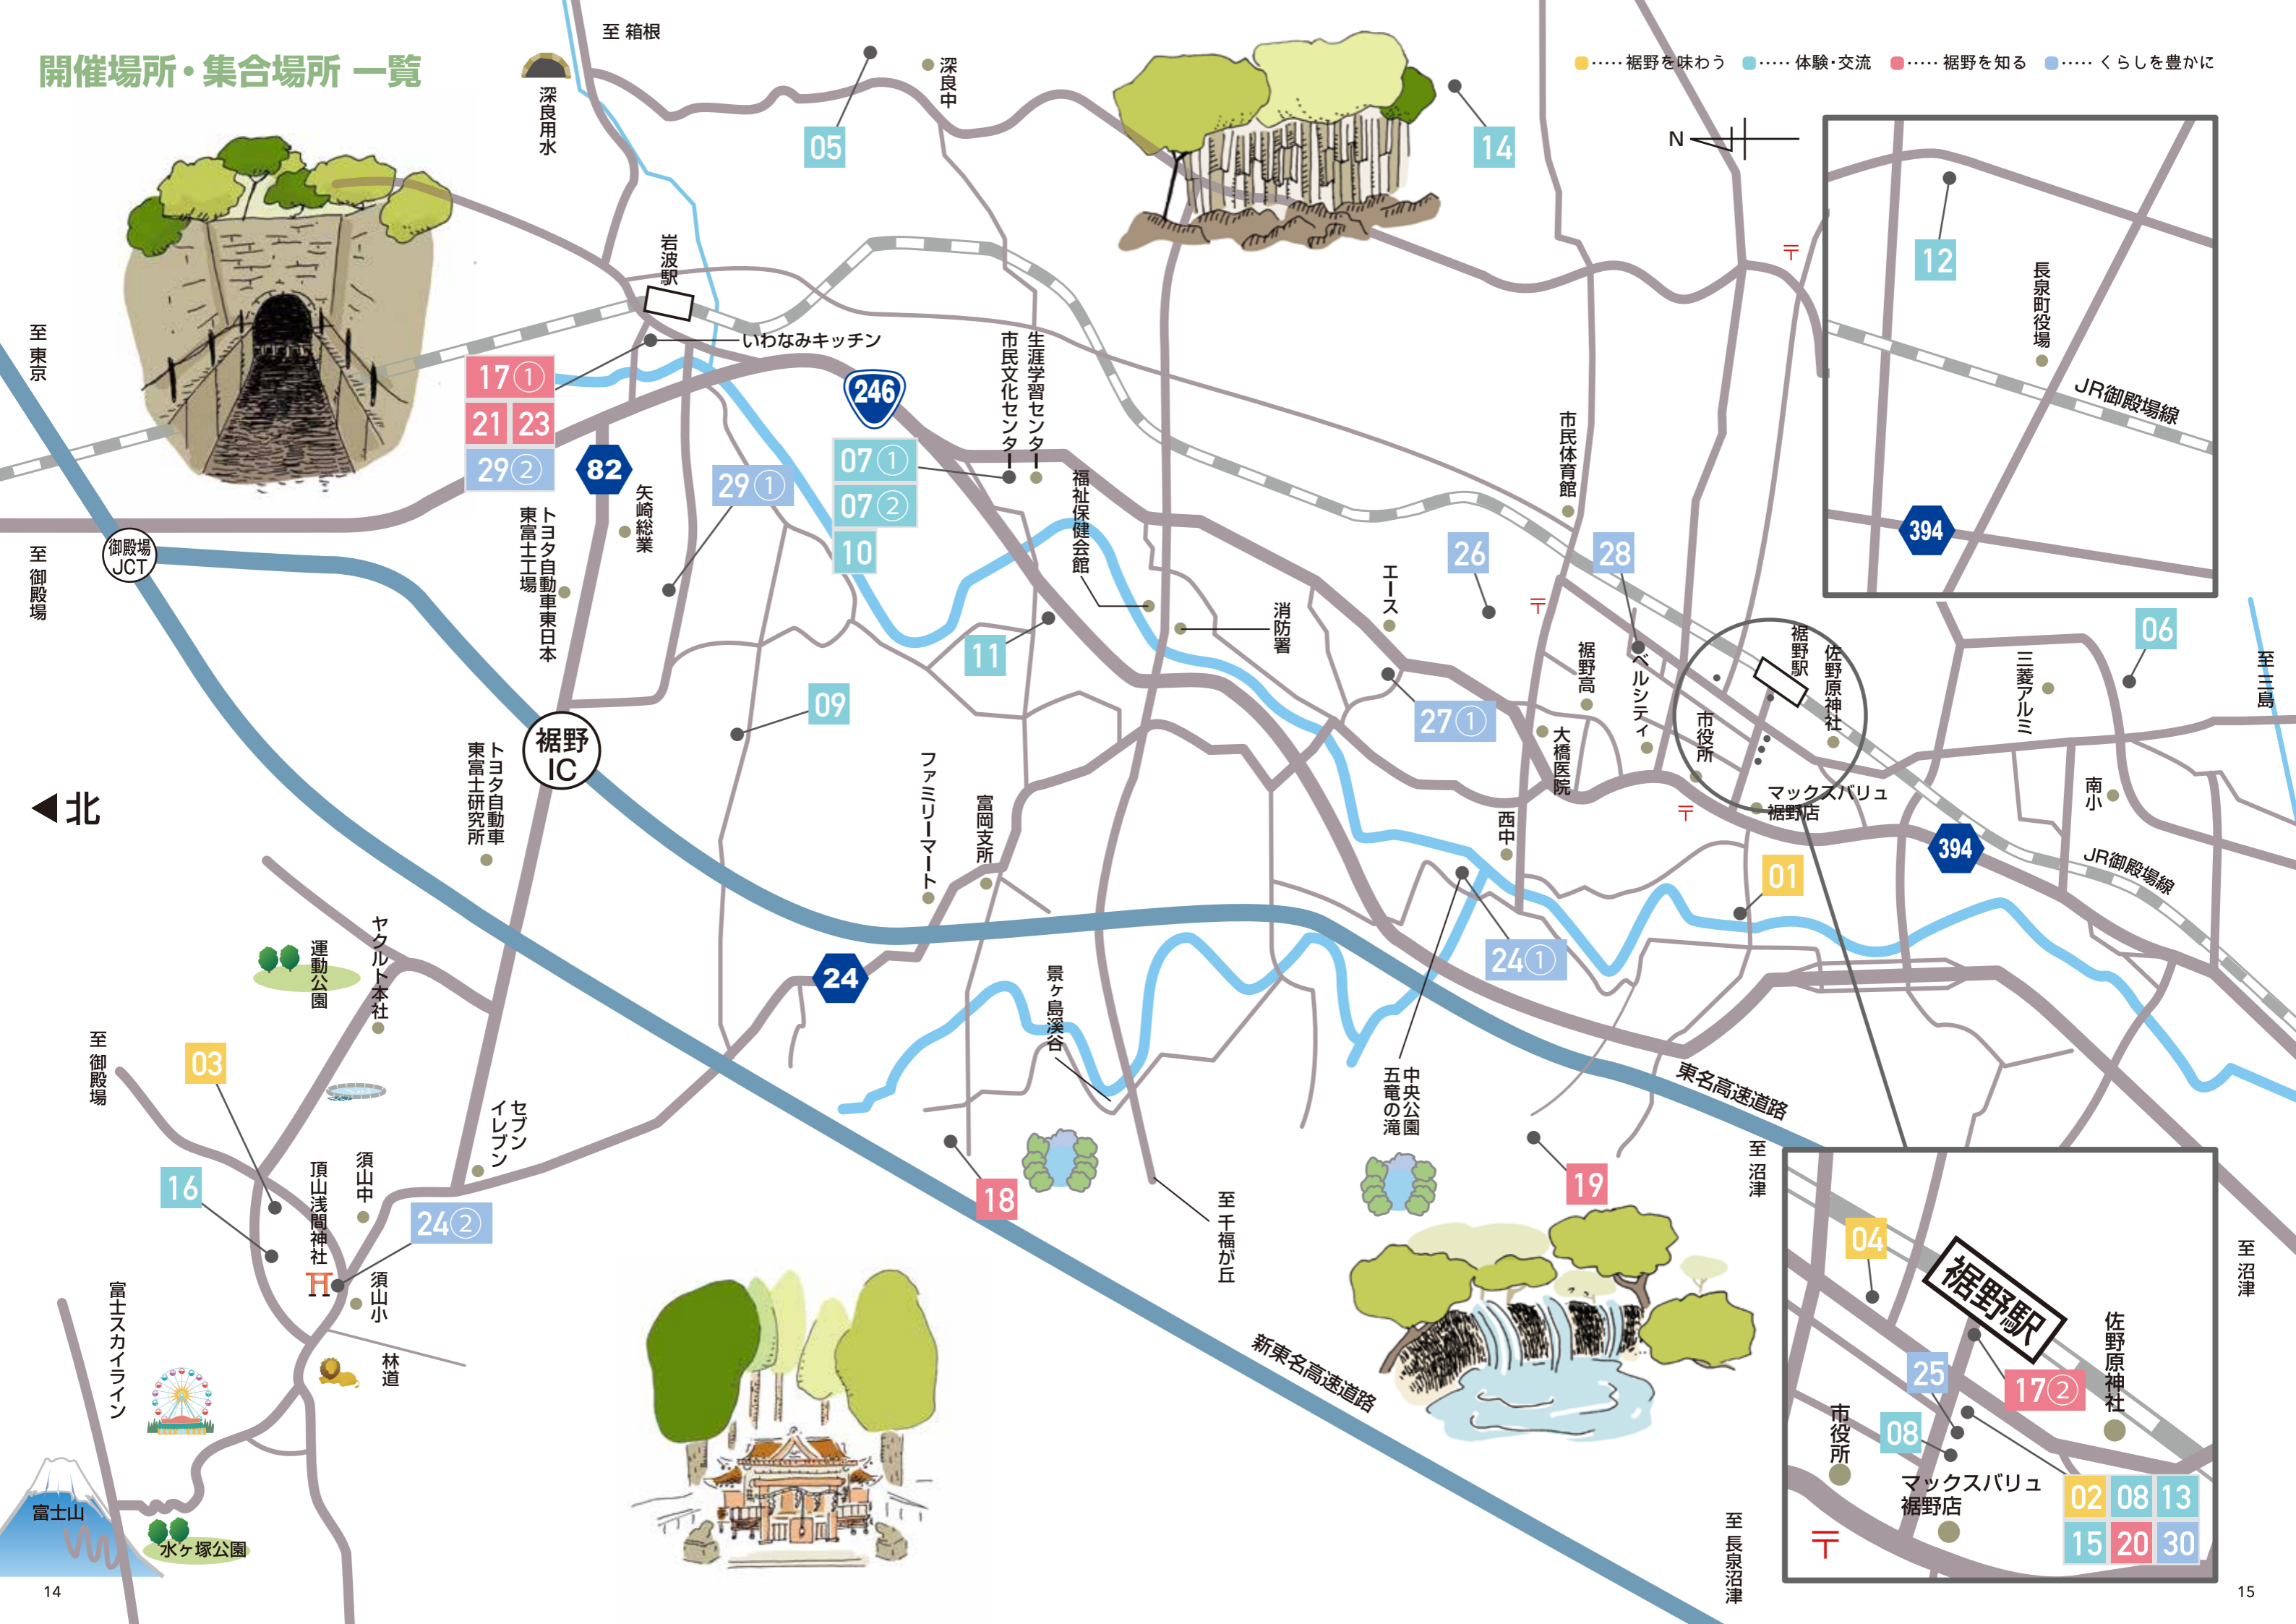 開催場所・集合場所 一覧
‥‥‥裾野を味わう
‥‥‥体験・交流
‥‥‥裾野を知る
‥‥‥くらしを豊かに
至 箱根
深良用水
深良中
05
14
N
〒
12
長泉町役場
JR御殿場線
394
至 東京
岩波駅
いわなみキッチン
17①
21
23
29②
246
82
市民文化センター
生涯学習センター
07①
07②
10
29①
矢崎総業
トヨタ自動車東日本
東富士工場
福祉保健会館
市民体育館
御殿場
JCT
至 御殿場
11
消防署
エース
26
28
〒
裾野高
ベルシティ
裾野駅
佐野原神社
06
三菱アルミ
至 三島
09
27①
大橋医院
市役所
裾野
IC
トヨタ自動車
東富士研究所
◀北
ファミリーマート
富岡支所
西中
〒
マックスバリュ
裾野店
南小
394
JR御殿場線
01
24①
24
運動公園
ヤクルト本社
景ヶ島渓谷
至 御殿場
03
16
頂山浅間神社
須山中
セブン
イレブン
24②
須山小
林道
富士スカイライン
富士山
水ヶ塚公園
中央公園
五竜の滝
東名高速道路
至 沼津
18
19
至 千福が丘
新東名高速道路
至 長泉沼津
至 沼津
04
裾野駅
佐野原神社
25
17②
08
市役所
マックスバリュ
裾野店
〒
02 08 13
15 20 30
14
15